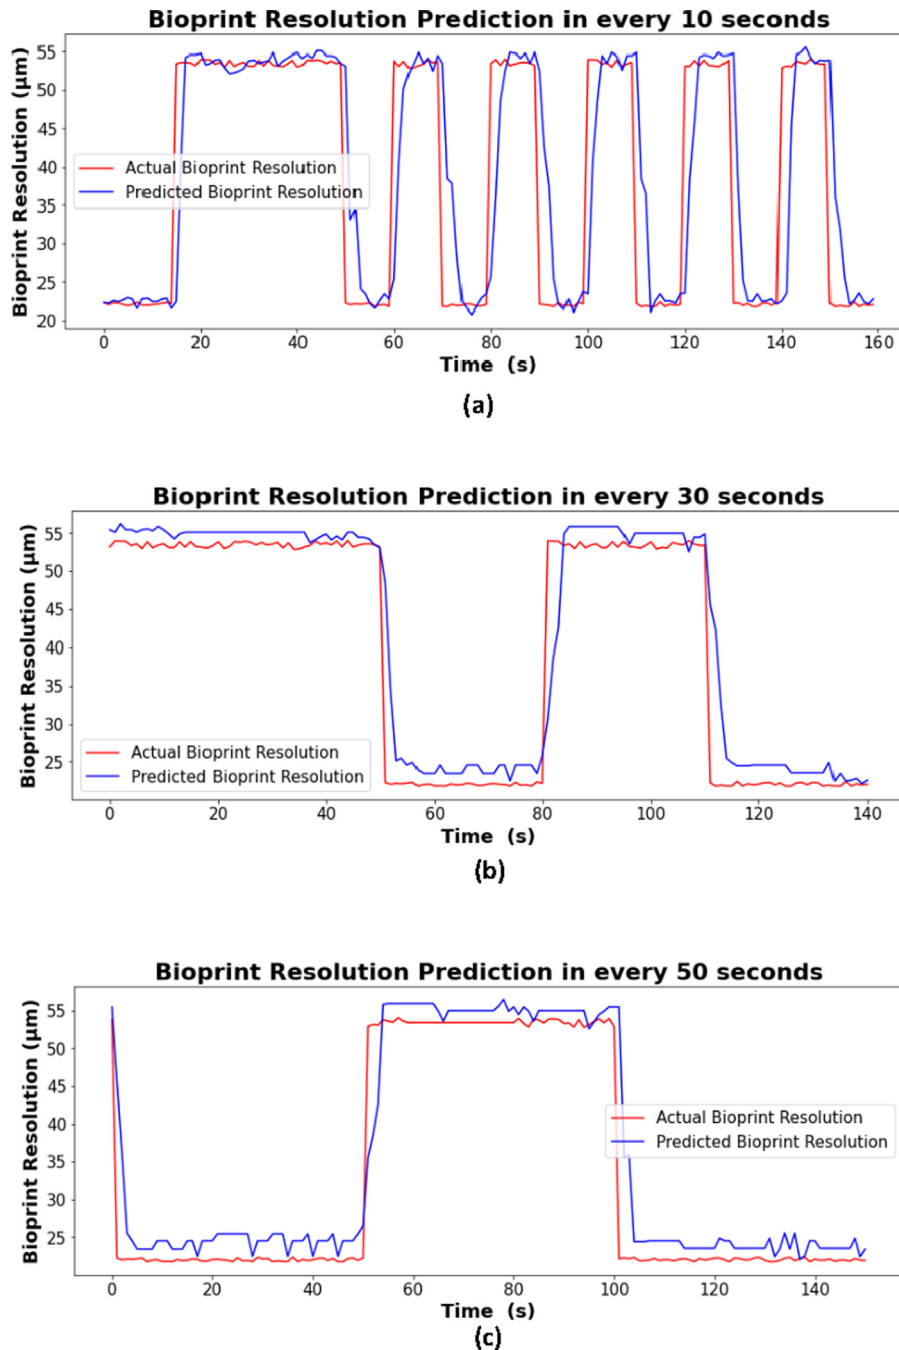 Bioprint Resolution Prediction in every 10 seconds
Bioprint Resolution (μm)
55
50
45
40
35
30
25
20
Actual Bioprint Resolution
Predicted Bioprint Resolution
0 20 40 60 80 100 120 140 160
Time (s)
(a)
Bioprint Resolution Prediction in every 30 seconds
Bioprint Resolution (μm)
55
50
45
40
35
30
25
Actual Bioprint Resolution
Predicted Bioprint Resolution
0 20 40 60 80 100 120 140
Time (s)
(b)
Bioprint Resolution Prediction in every 50 seconds
Bioprint Resolution (μm)
55
50
45
40
35
30
25
Actual Bioprint Resolution
Predicted Bioprint Resolution
0 20 40 60 80 100 120 140
Time (s)
(c)